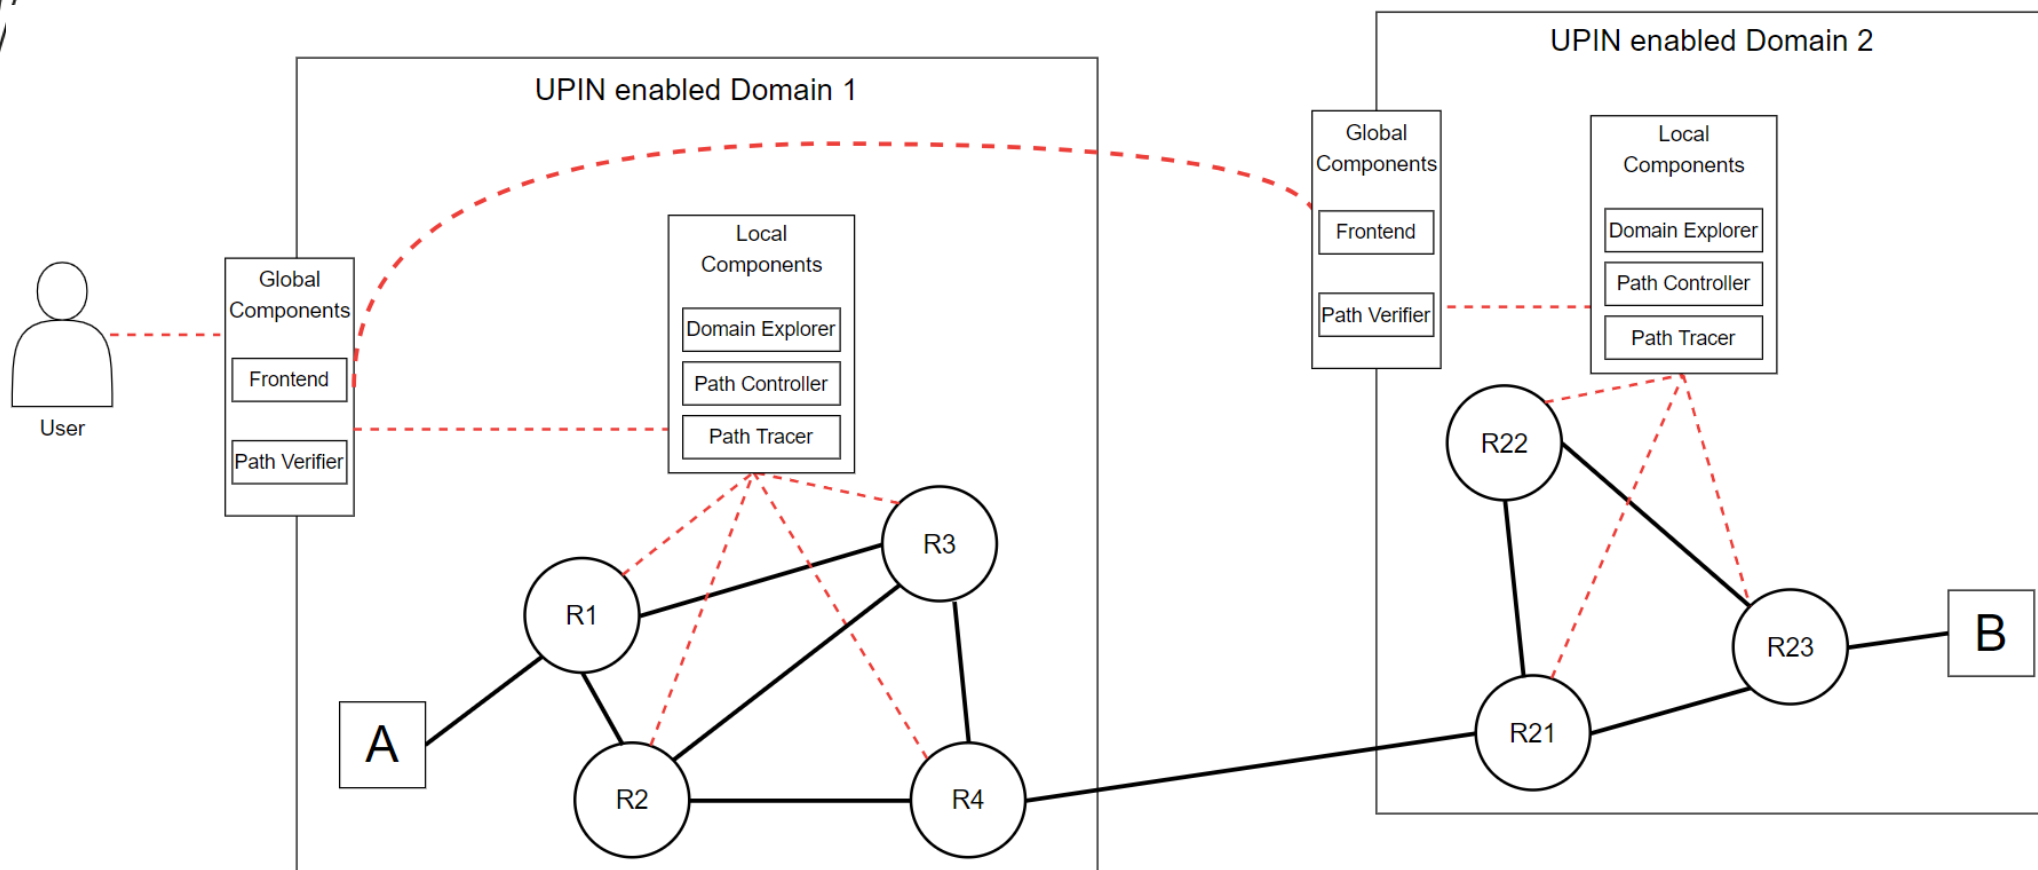 UPIN enabled Domain 1
UPIN enabled Domain 2
User
Global
Components
Frontend
Path Verifier
Local
Components
Domain Explorer
Path Controller
Path Tracer
R1
R2
R3
R4
A
Global
Components
Frontend
Path Verifier
Local
Components
Domain Explorer
Path Controller
Path Tracer
R22
R21
R23
B